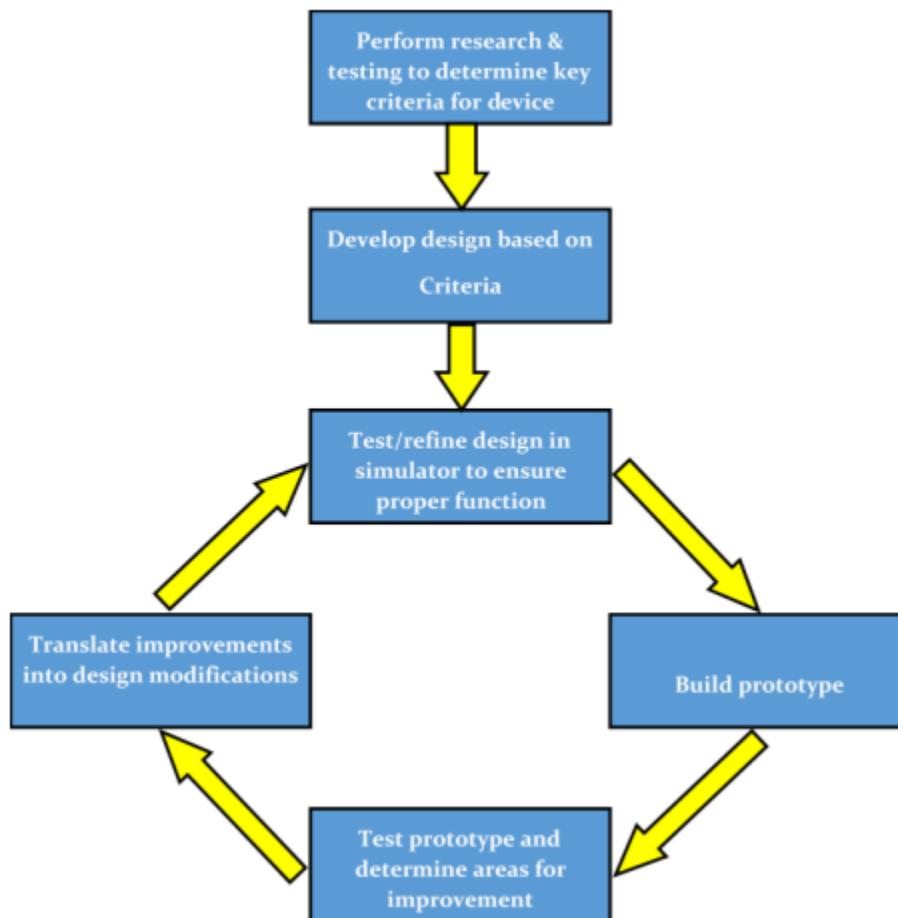 Perform research &
testing to determine key
criteria for device
Develop design based on
Criteria
Test/refine design in
simulator to ensure
proper function
Translate improvements
into design modifications
Build prototype
Test prototype and
determine areas for
improvement